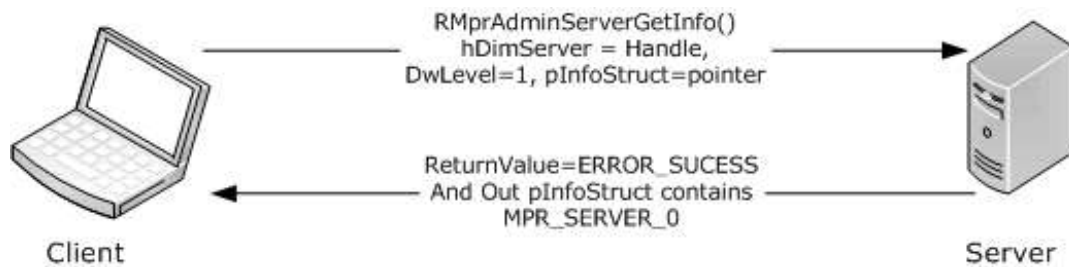 RMprAdminServerGetInfo()
hDimServer = Handle,
DwLevel=1, pInfoStruct=pointer
ReturnValue=ERROR_SUCESS
And Out pInfoStruct contains
MPR_SERVER_0
Client
Server